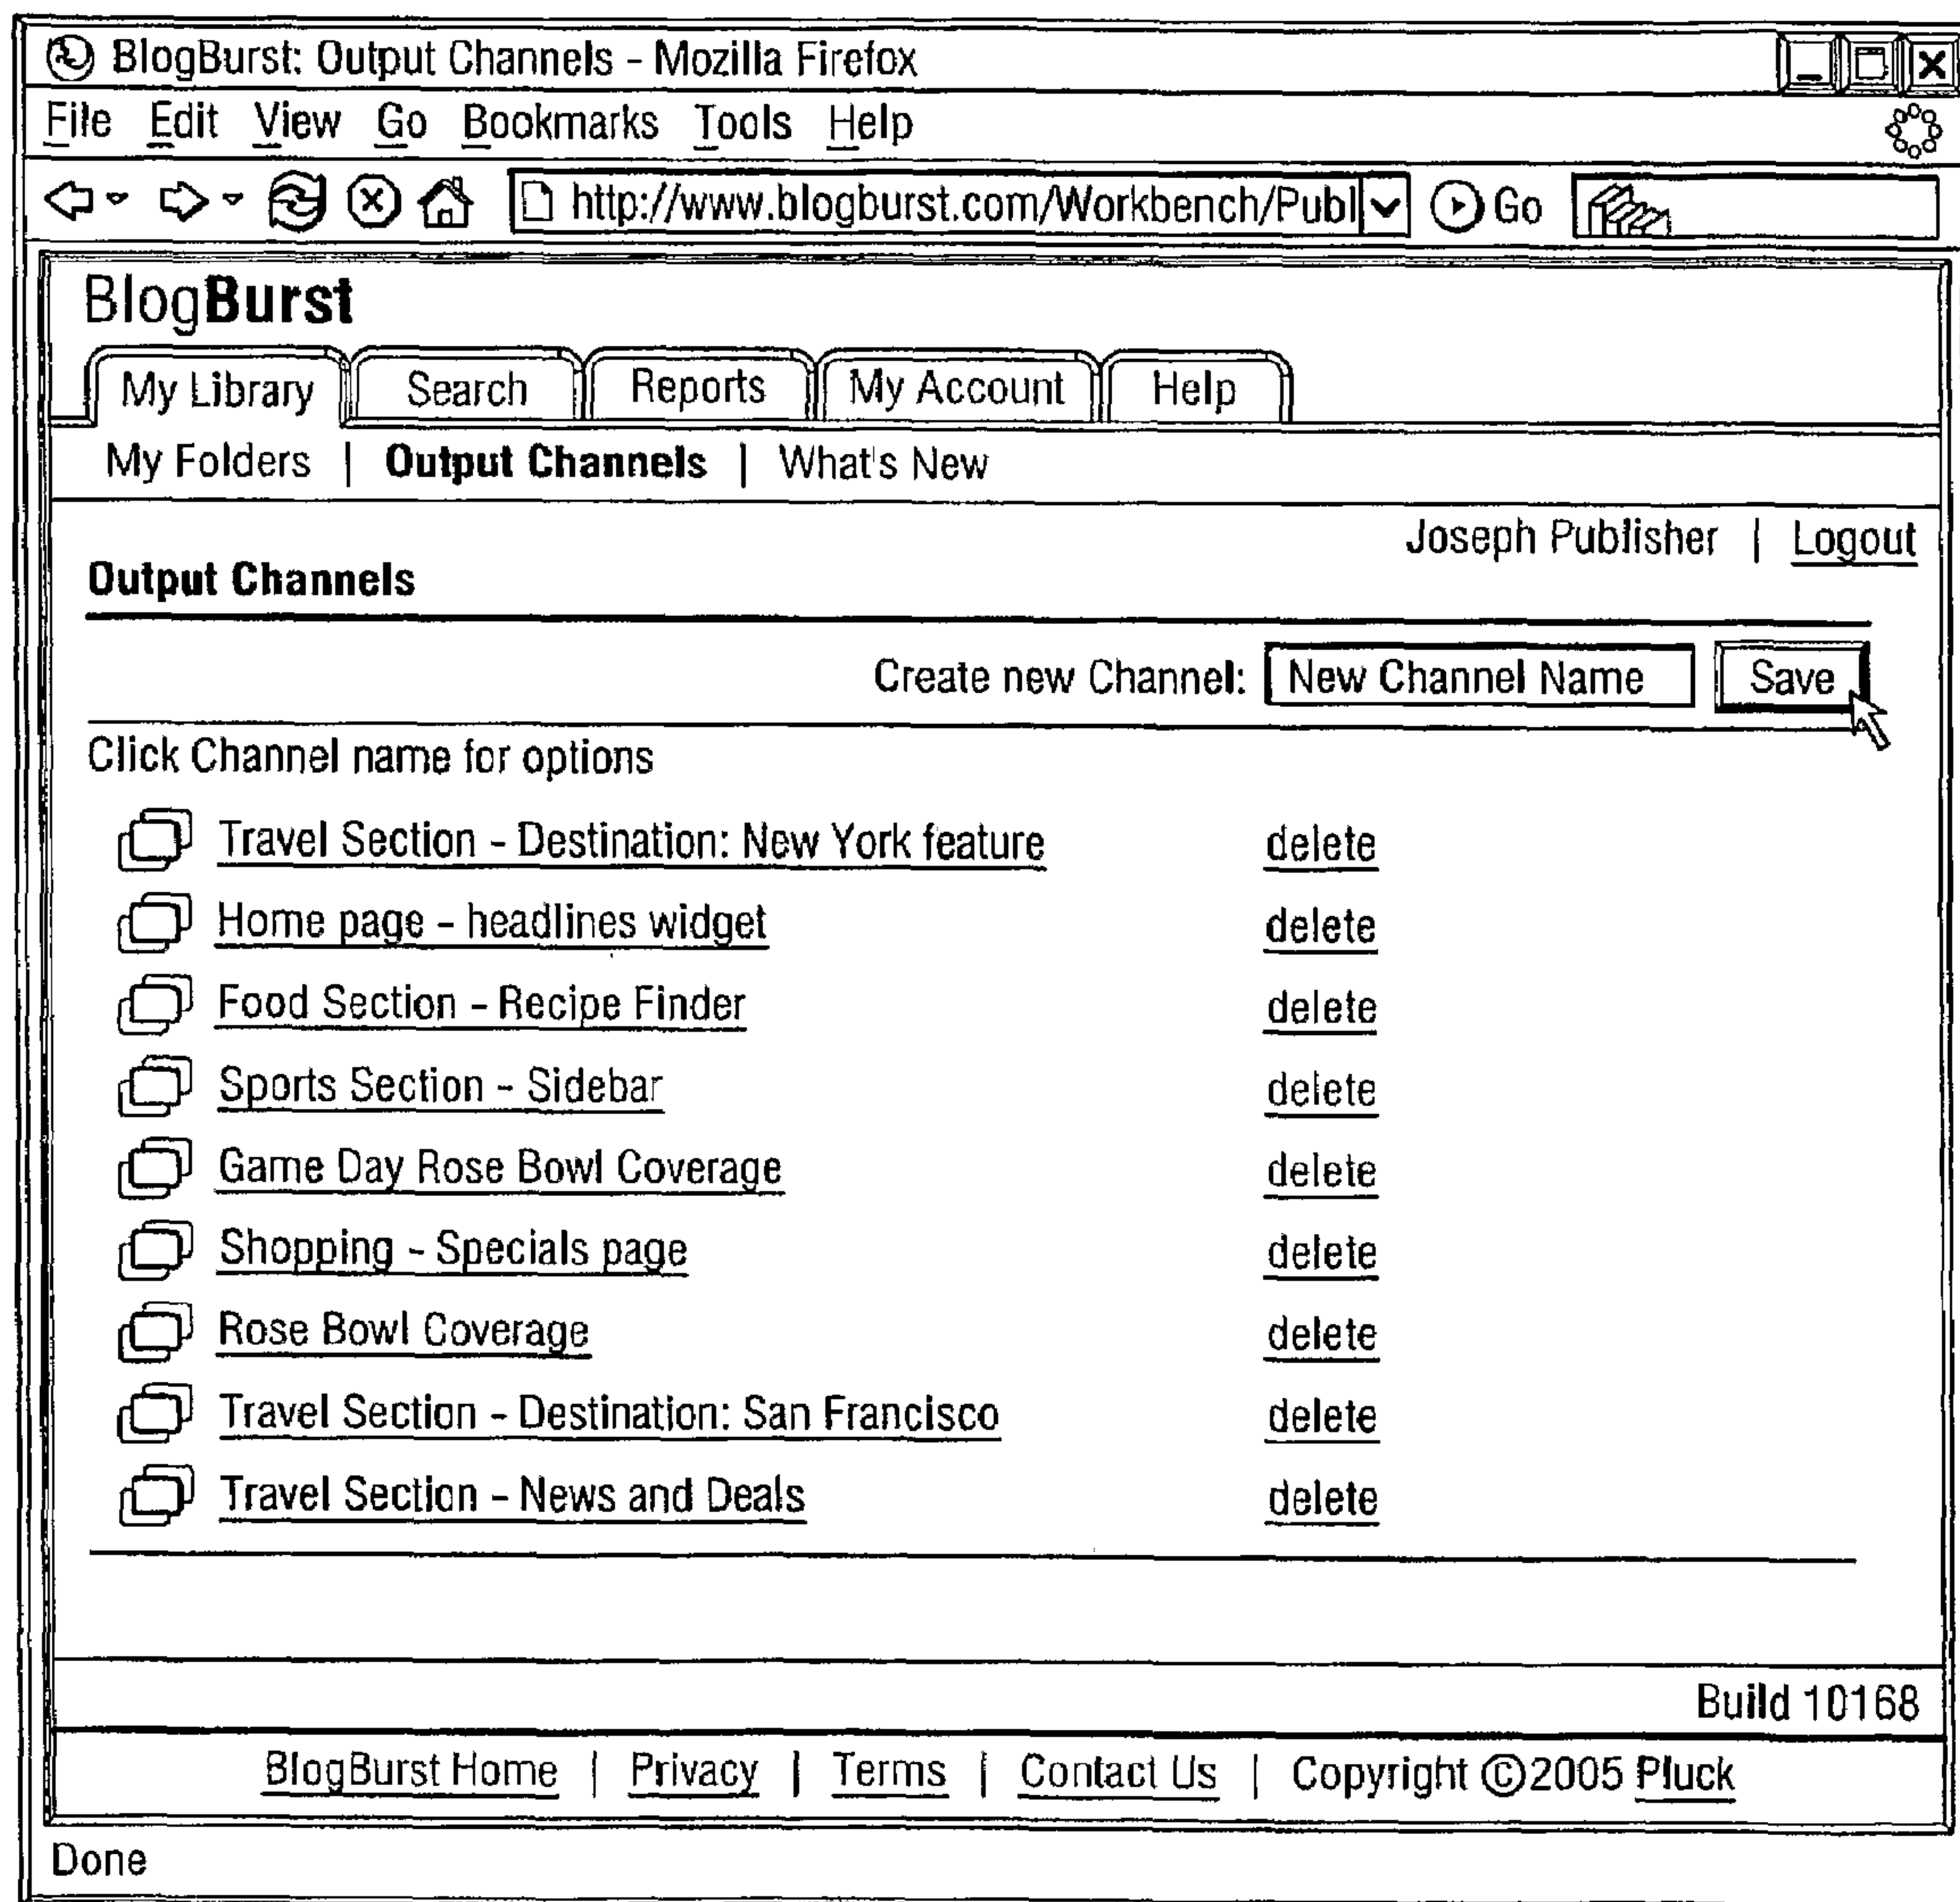 BlogBurst: Output Channels - Mozilla Firefox
File Edit View Go Bookmarks Tools Help
http://www.blogburst.com/Workbench/Publ Go
BlogBurst
My Library Search Reports My Account Help
My Folders | Output Channels | What's New
Joseph Publisher | Logout
Output Channels
Create new Channel: New Channel Name Save
Click Channel name for options
Travel Section - Destination: New York feature delete
Home page - headlines widget delete
Food Section - Recipe Finder delete
Sports Section - Sidebar delete
Game Day Rose Bowl Coverage delete
Shopping - Specials page delete
Rose Bowl Coverage delete
Travel Section - Destination: San Francisco delete
Travel Section - News and Deals delete
Build 10168
BlogBurst Home | Privacy | Terms | Contact Us | Copyright ©2005 Pluck
Done